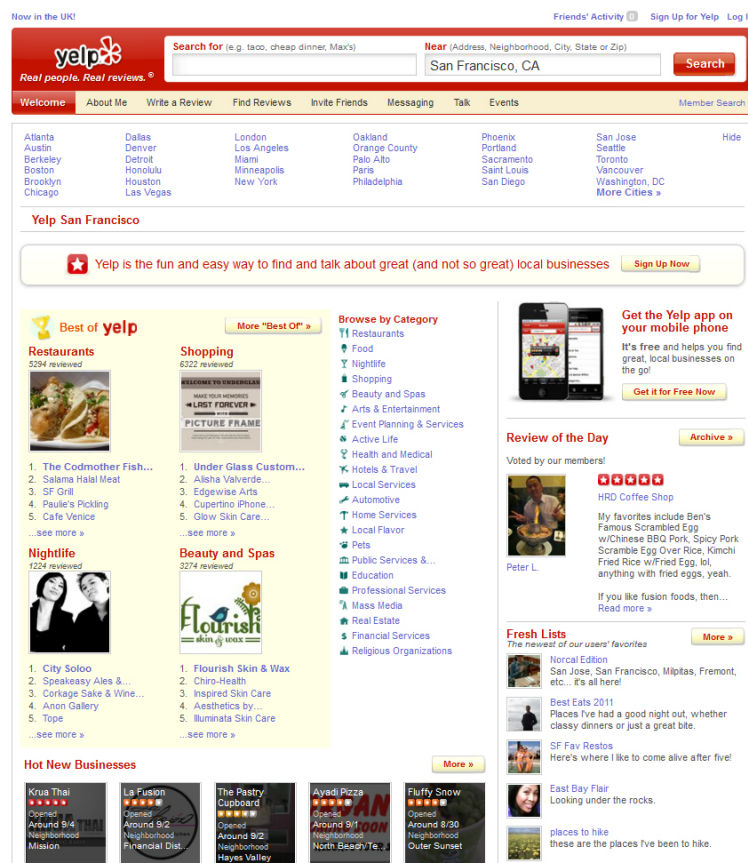 Now in the UK!
Friends' Activity 0 Sign Up for Yelp Log I
yelp
Real people. Real reviews.®
Search for (e.g. taco, cheap dinner, Max's)
Near (Address, Neighborhood, City, State or Zip)
San Francisco, CA
Search
Welcome About Me Write a Review Find Reviews Invite Friends Messaging Talk Events Member Search
Atlanta Dallas London Oakland Phoenix San Jose Hide
Austin Denver Los Angeles Orange County Portland Seattle
Berkeley Detroit Miami Palo Alto Sacramento Toronto
Boston Honolulu Minneapolis Paris Saint Louis Vancouver
Brooklyn Houston New York Philadelphia San Diego Washington, DC
Chicago Las Vegas More Cities »
Yelp San Francisco
Yelp is the fun and easy way to find and talk about great (and not so great) local businesses
Sign Up Now
Best of yelp
More "Best Of" »
Restaurants
5294 reviewed
1. The Codmother Fish...
2. Salama Halal Meat
3. SF Grill
4. Paulie's Pickling
5. Cafe Venice
...see more »
Shopping
6322 reviewed
WELCOME TO UNDERGLAS
MAKE YOUR MEMORIES
LAST FOREVER
WITH
PICTURE FRAME
1. Under Glass Custom...
2. Alisha Valverde...
3. Edgewise Arts
4. Cupertino iPhone...
5. Glow Skin Care...
...see more »
Nightlife
1224 reviewed
1. City Soloo
2. Speakeasy Ales &...
3. Corkage Sake & Wine...
4. Anon Gallery
5. Tope
...see more »
Beauty and Spas
3274 reviewed
Flourish
skin & wax
1. Flourish Skin & Wax
2. Chiro-Health
3. Inspired Skin Care
4. Aesthetics by...
5. Illuminata Skin Care
...see more »
Browse by Category
Restaurants
Food
Nightlife
Shopping
Beauty and Spas
Arts & Entertainment
Event Planning & Services
Active Life
Health and Medical
Hotels & Travel
Local Services
Automotive
Home Services
Local Flavor
Pets
Public Services &...
Education
Professional Services
Mass Media
Real Estate
Financial Services
Religious Organizations
Get the Yelp app on
your mobile phone
It's free and helps you find
great, local businesses on
the go!
Get it for Free Now
Review of the Day
Archive »
Voted by our members!
Peter L.
HRD Coffee Shop
My favorites include Ben's
Famous Scrambled Egg
w/Chinese BBQ Pork, Spicy Pork
Scramble Egg Over Rice, Kimchi
Fried Rice w/Fried Egg, lol,
anything with fried eggs, yeah.
If you like fusion foods, then...
Read more »
Fresh Lists
The newest of our users' favorites
More »
Norcal Edition
San Jose, San Francisco, Milpitas, Fremont,
etc... it's all here!
Best Eats 2011
Places I've had a good night out, whether
classy dinners or just a great bite.
SF Fav Restos
Here's where I like to come alive after five!
East Bay Flair
Looking under the rocks.
places to hike
these are the places I've been to hike.
Hot New Businesses
More »
Krua Thai
Opened
Around 9/4
Neighborhood
Mission
La Fusion
Opened
Around 9/2
Neighborhood
Financial Dist...
The Pastry
Cupboard
Opened
Around 9/2
Neighborhood
Hayes Valley
Ayadi Pizza
Opened
Around 9/1
Neighborhood
North Beach/Te...
Fluffy Snow
Opened
Around 8/30
Neighborhood
Outer Sunset